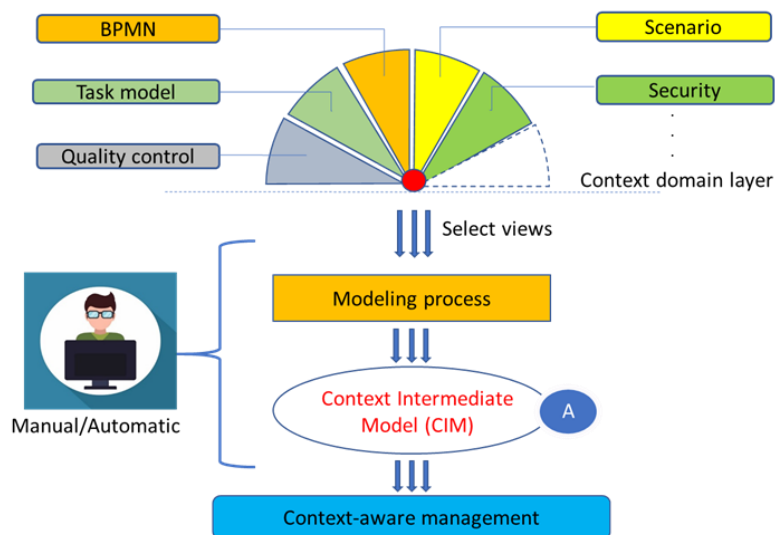 BPMN
Scenario
Task model
Security
Quality control
Context domain layer
Select views
Modeling process
Context Intermediate
Model (CIM)
A
Manual/Automatic
Context-aware management